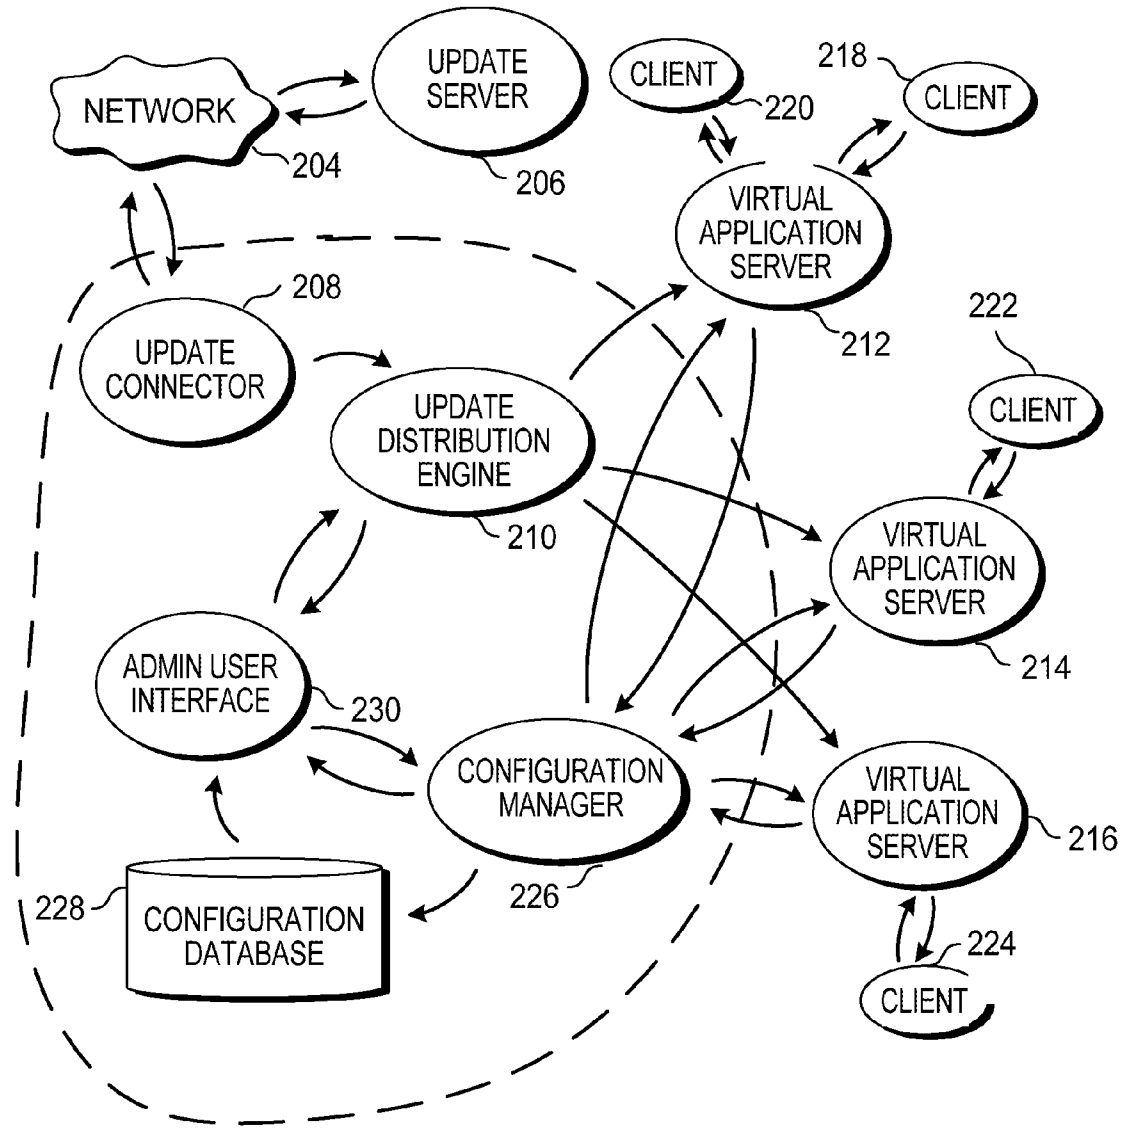 UPDATE
SERVER
206
NETWORK
204
CLIENT
220
218
CLIENT
VIRTUAL
APPLICATION
SERVER
212
208
UPDATE
CONNECTOR
UPDATE
DISTRIBUTION
ENGINE
210
222
CLIENT
VIRTUAL
APPLICATION
SERVER
214
ADMIN USER
INTERFACE
230
CONFIGURATION
MANAGER
226
VIRTUAL
APPLICATION
SERVER
216
228
CONFIGURATION
DATABASE
224
CLIENT